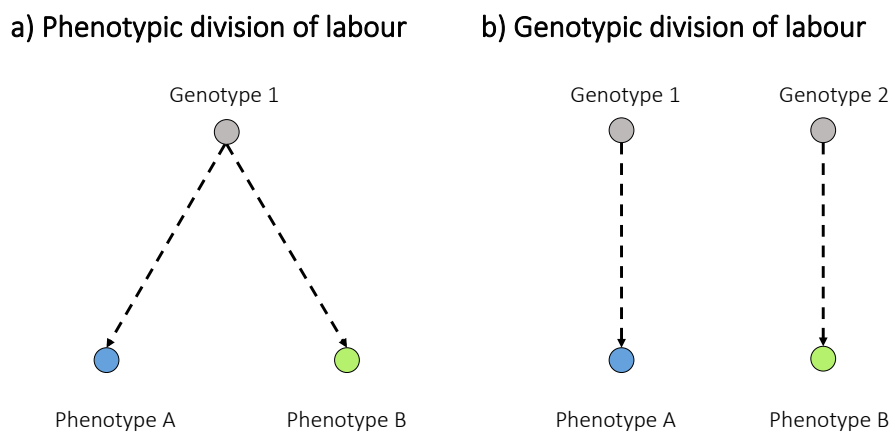 a) Phenotypic division of labour
b) Genotypic division of labour
Genotype 1
Genotype 1
Genotype 2
Phenotype A
Phenotype B
Phenotype A
Phenotype B